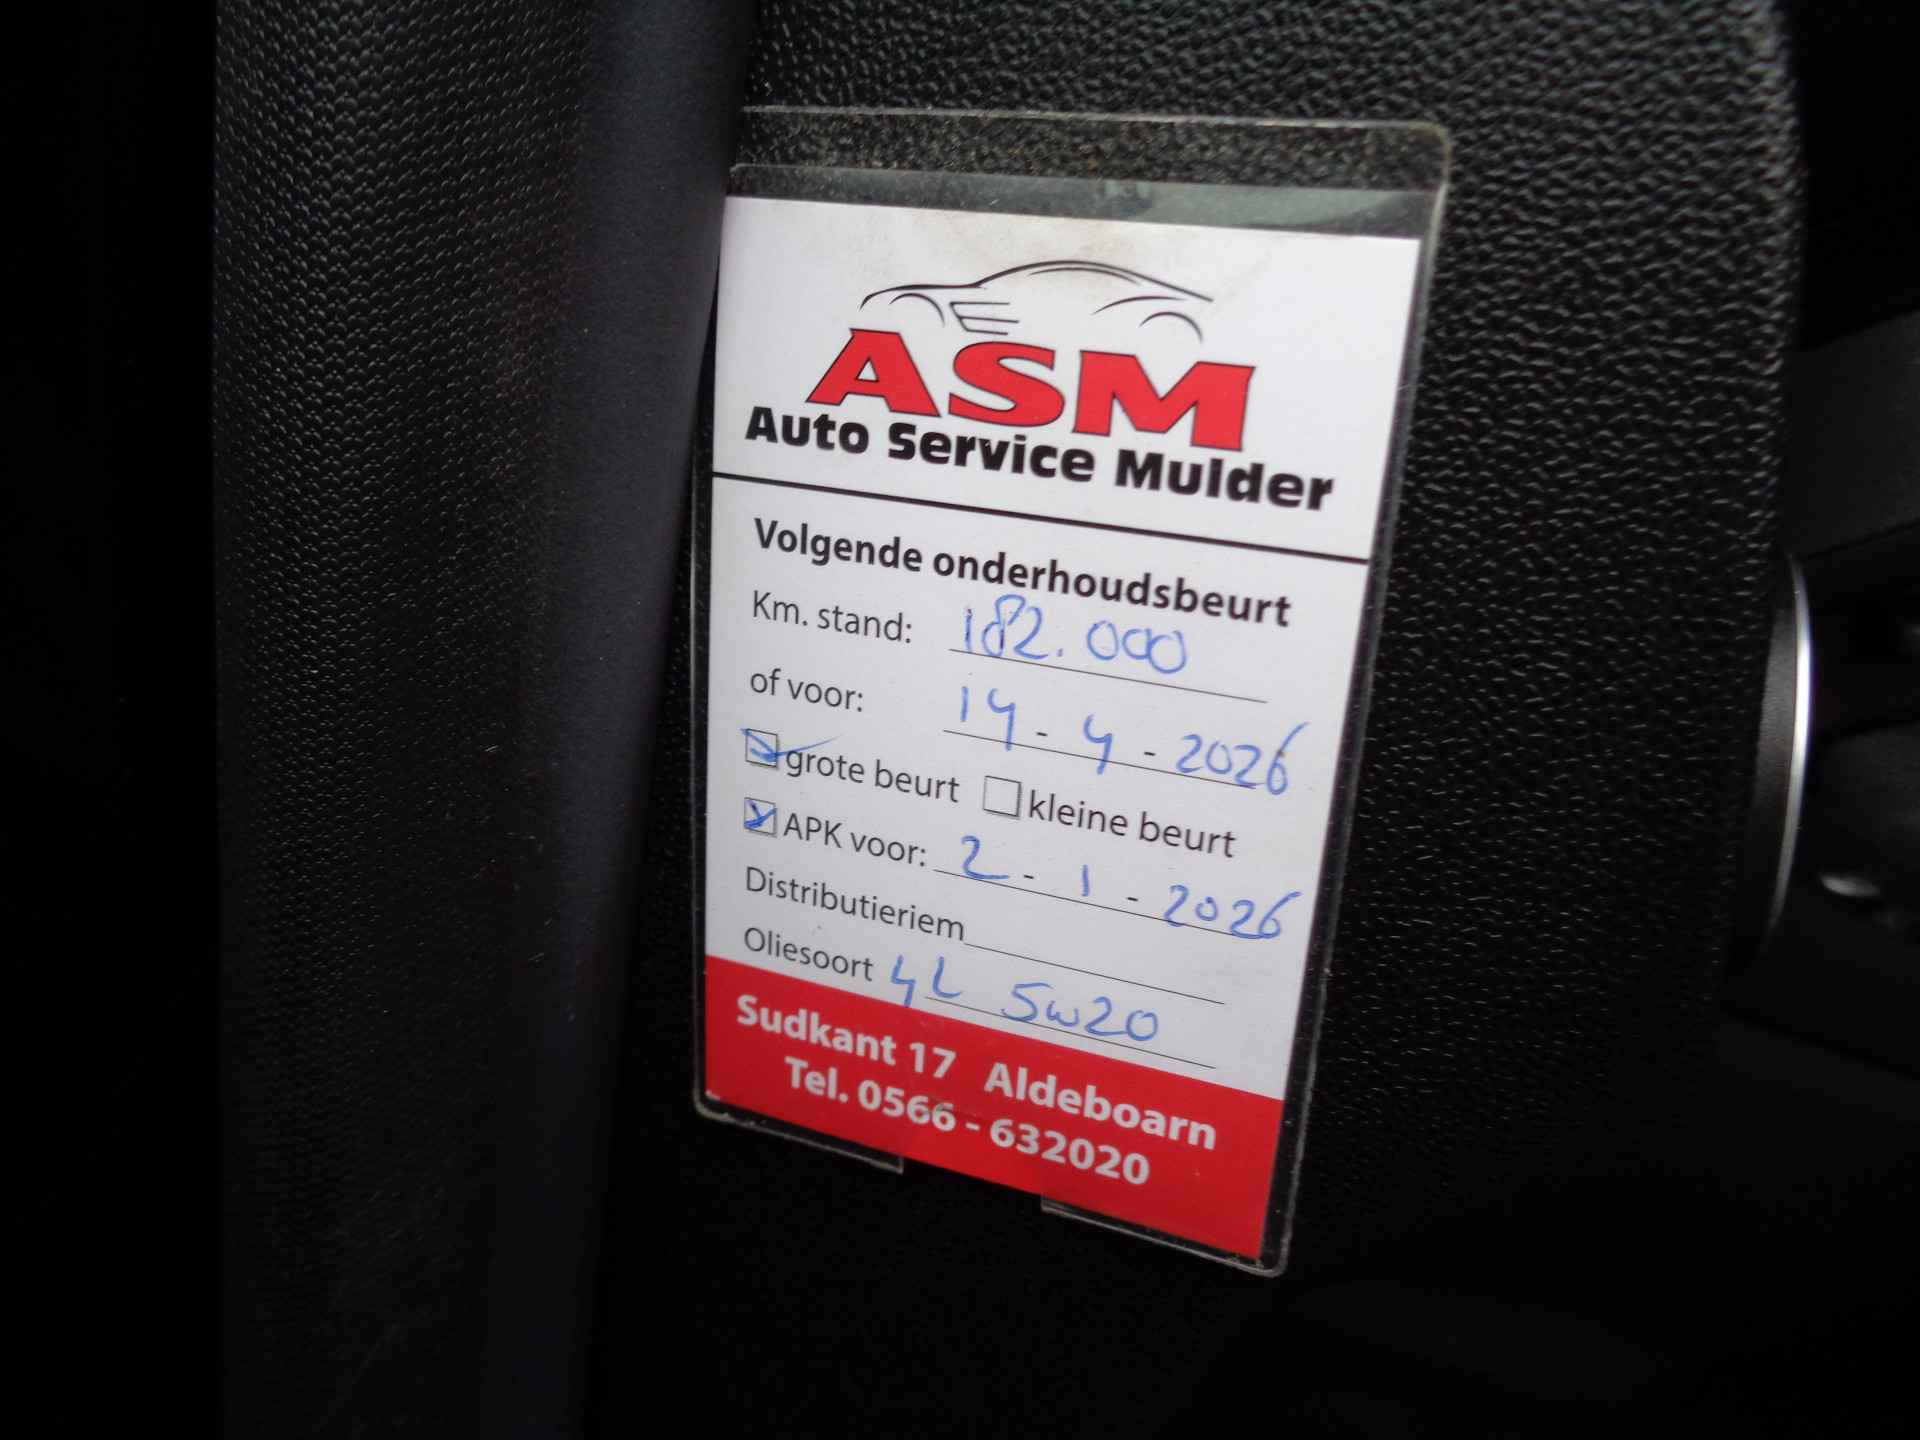 ASM
Auto Service Mulder
Volgende onderhoudsbeurt
Km. stand: 182.000
of voor: 14-4-2026
grote beurt kleine beurt
APK voor: 2-1-2026
Distributieriem
Oliesoort 4L 5w20
Sudkant 17 Aldeboarn
Tel. 0566 - 632020